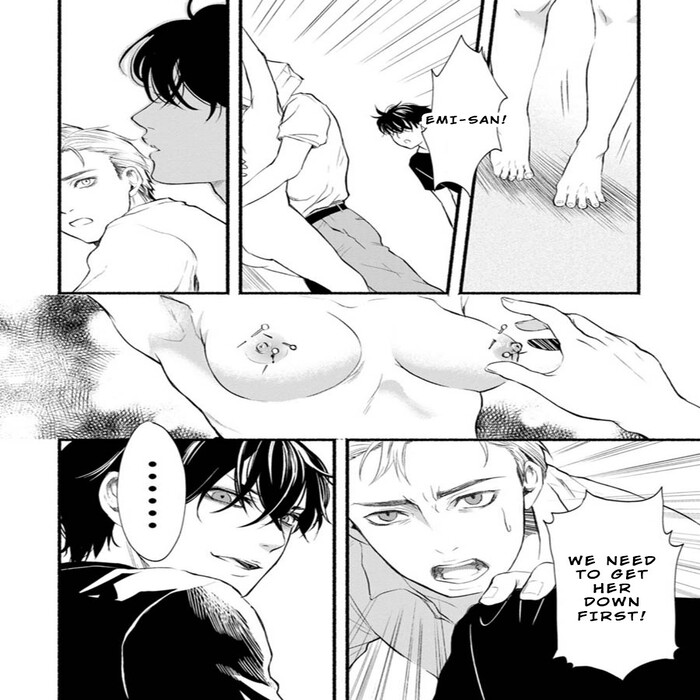 EMI-SAN!
......
WE NEED
TO GET
HER
DOWN
FIRST!